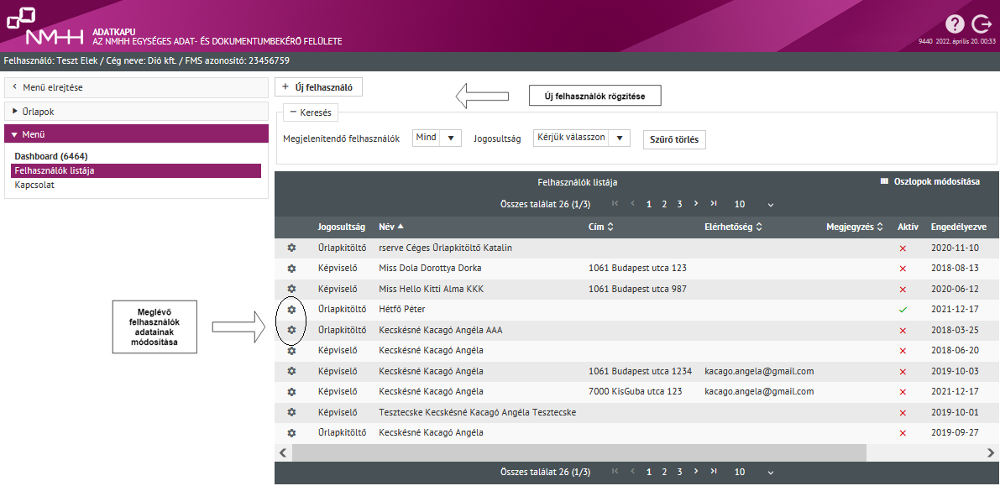 NMHH
ADATKAPU
AZ NMHH EGYSÉGES ADAT- ÉS DOKUMENTUMBEKÉRŐ FELÜLETE
?
9440 2022. április 20. 00:33
Felhasználó: Teszt Elek / Cég neve: Dió kft. / FMS azonosító: 23456759
Menü elrejtése
Űrlapok
Menü
Dashboard (6464)
Felhasználók listája
Kapcsolat
+ Új felhasználó
Új felhasználók rögzítése
Keresés
Megjelenítendő felhasználók Mind Jogosultság Kérjük válasszon Szűrő törlés
Felhasználók listája Oszlopok módosítása
Összes találat 26 (1/3) 1 2 3 10
Jogosultság Név Cím Elérhetőség Megjegyzés Aktív Engedélyezve
Űrlapkitöltő rserve Céges Űrlapkitöltő Katalin 2020-11-10
Képviselő Miss Dola Dorottya Dorka 1061 Budapest utca 123 2018-08-13
Képviselő Miss Hello Kitti Alma KKK 1061 Budapest utca 987 2020-06-12
Űrlapkitöltő Hétfő Péter 2021-12-17
Űrlapkitöltő Kecskésné Kacagó Angéla AAA 2018-03-25
Képviselő Kecskésné Kacagó Angéla 2018-06-20
Képviselő Kecskésné Kacagó Angéla 1061 Budapest utca 1234 kacago.angela@gmail.com 2019-10-03
Képviselő Kecskésné Kacagó Angéla 7000 KisGuba utca 123 kacago.angela@gmail.com 2021-12-17
Képviselő Tesztecske Kecskésné Kacagó Angéla Tesztecske 2019-10-01
Űrlapkitöltő Kecskésné Kacagó Angéla 2019-09-27
Meglévő
felhasználók
adatainak
módosítása
Összes találat 26 (1/3) 1 2 3 10